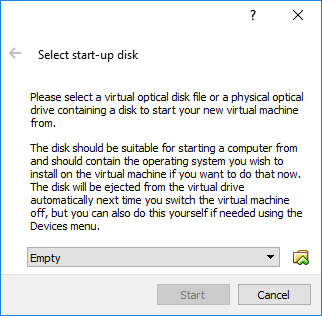 ?
Select start-up disk
Please select a virtual optical disk file or a physical optical
drive containing a disk to start your new virtual machine
from.
The disk should be suitable for starting a computer from
and should contain the operating system you wish to
install on the virtual machine if you want to do that now.
The disk will be ejected from the virtual drive
automatically next time you switch the virtual machine
off, but you can also do this yourself if needed using the
Devices menu.
Empty
Start
Cancel